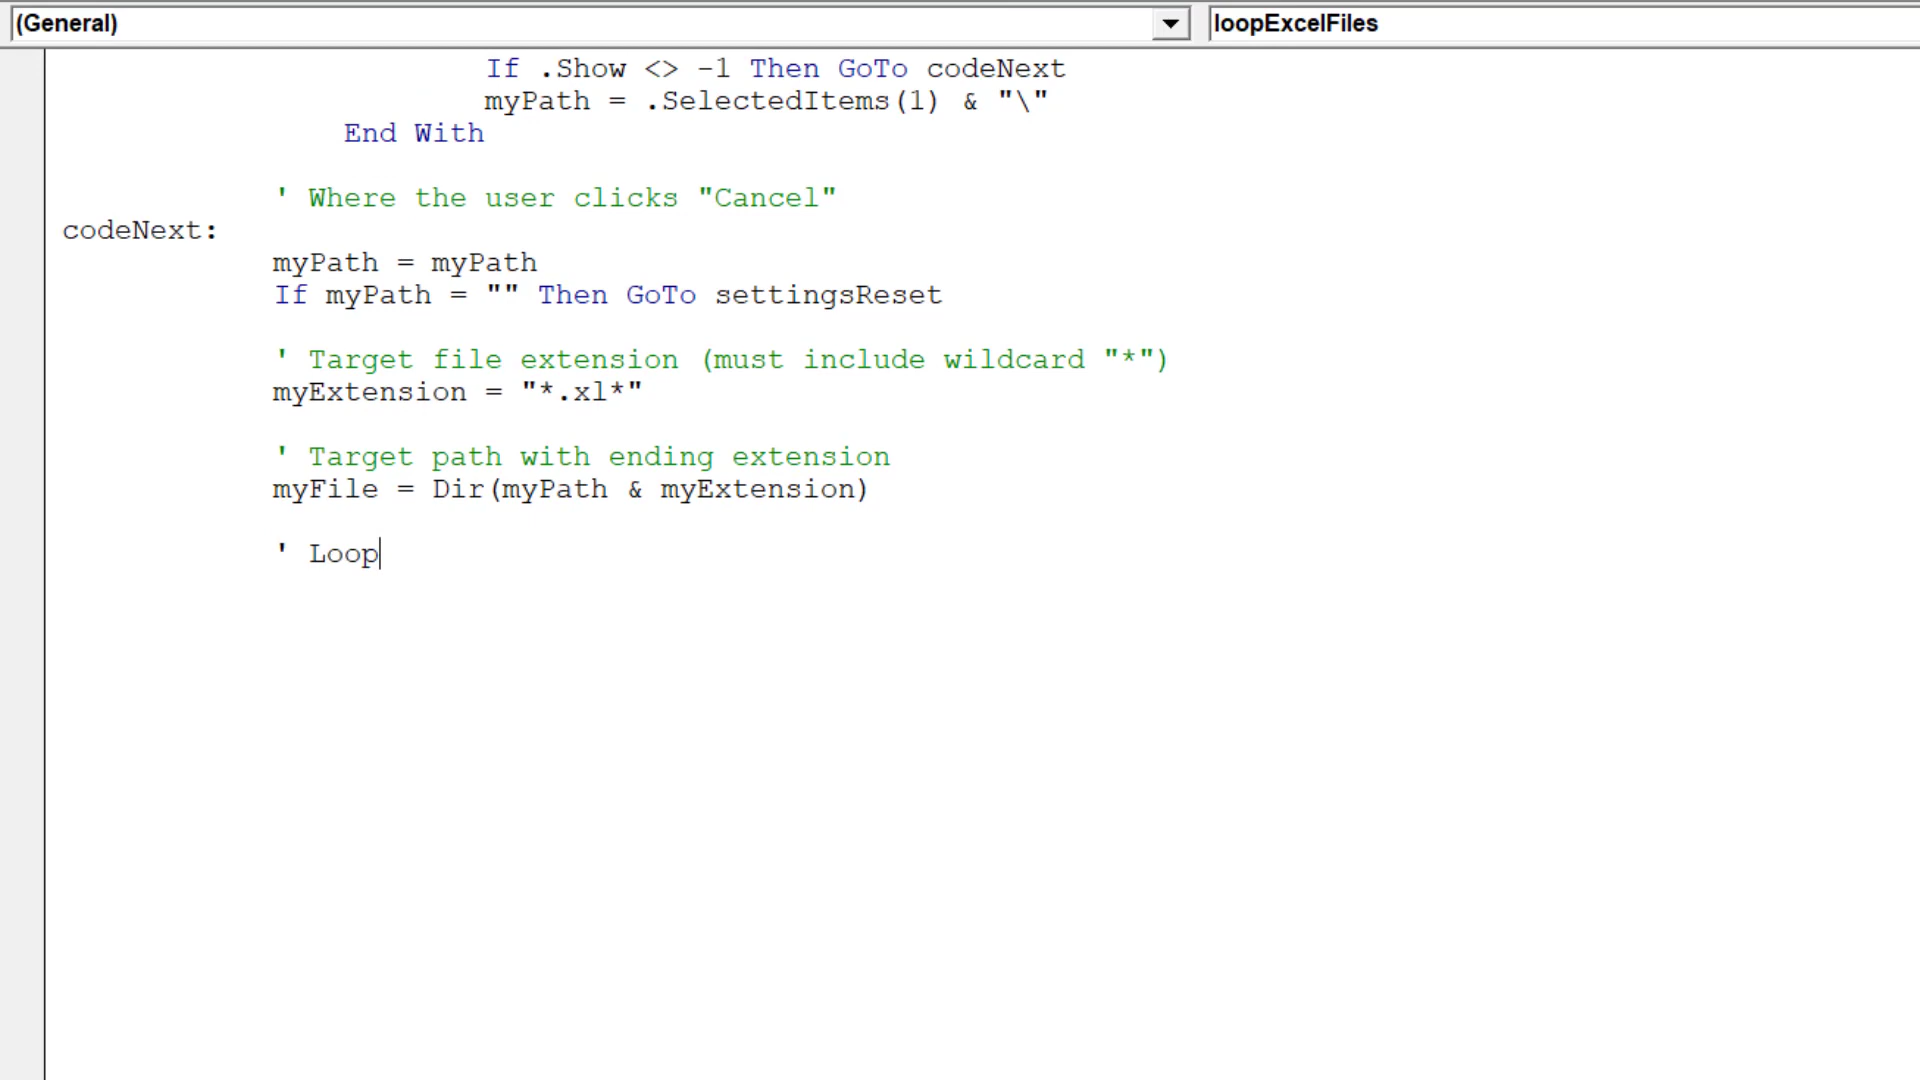 (General)
loopExcelFiles
If .Show <> -1 Then GoTo codeNext
myPath = .SelectedItems(1) & "\"
End With
' Where the user clicks "Cancel"
codeNext:
myPath = myPath
If myPath = "" Then GoTo settingsReset
' Target file extension (must include wildcard "*")
myExtension = "*.xl*"
' Target path with ending extension
myFile = Dir(myPath & myExtension)
' Loop